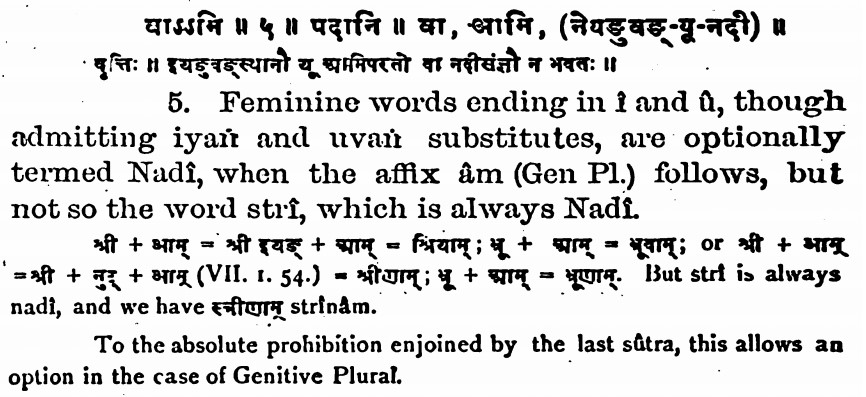 वाऽऽमि ॥ ५ ॥ पदानि ॥ वा, आमि, (नेयङुवङ्-यू-नदी) ॥
वृत्तिः ॥ इयङुवङ्स्थानौ यू आमिपरतो वा नदीसंज्ञौ न भवतः ॥
5. Feminine words ending in î and û, though
admitting iyaṅ and uvaṅ substitutes, are optionally
termed Nadî, when the affix âm (Gen Pl.) follows, but
not so the word strî, which is always Nadî.
श्री + आम् = श्री इयङ् + आम् = श्रियाम्; भ्रू + आम् = भ्रुवाम्; or श्री + आम्
= श्री + नुट् + आम् (VII. 1. 54.) = श्रीणाम्; भ्रू + आम् = भ्रूणाम्. But strî is always
nadî, and we have स्त्रीणाम् strînâm.
To the absolute prohibition enjoined by the last sûtra, this allows an
option in the case of Genitive Plural.